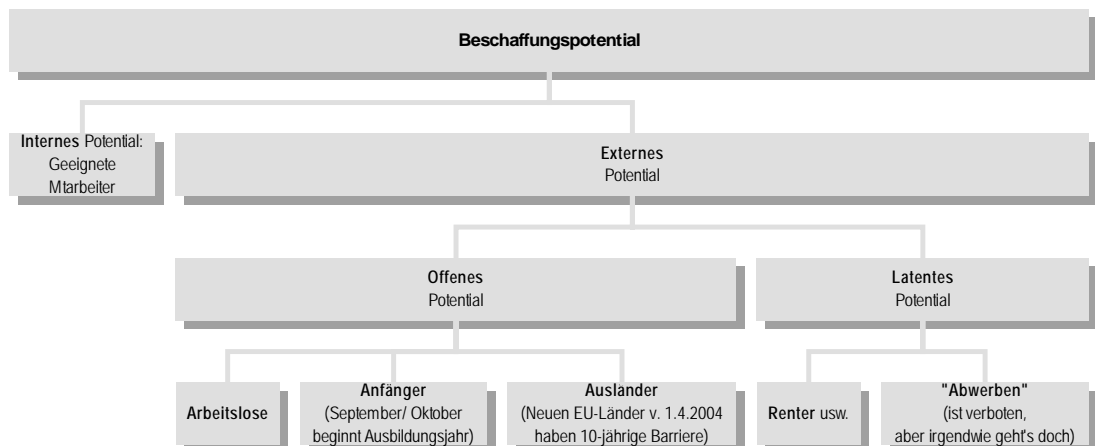 Beschaffungspotential
Internes Potential:
Geeignete
Mtarbeiter
Externes
Potential
Offenes
Potential
Latentes
Potential
Arbeitslose
Anfänger
(September/ Oktober
beginnt Ausbildungsjahr)
Ausländer
(Neuen EU-Länder v. 1.4.2004
haben 10-jährige Barriere)
Renter usw.
"Abwerben"
(ist verboten,
aber irgendwie geht's doch)